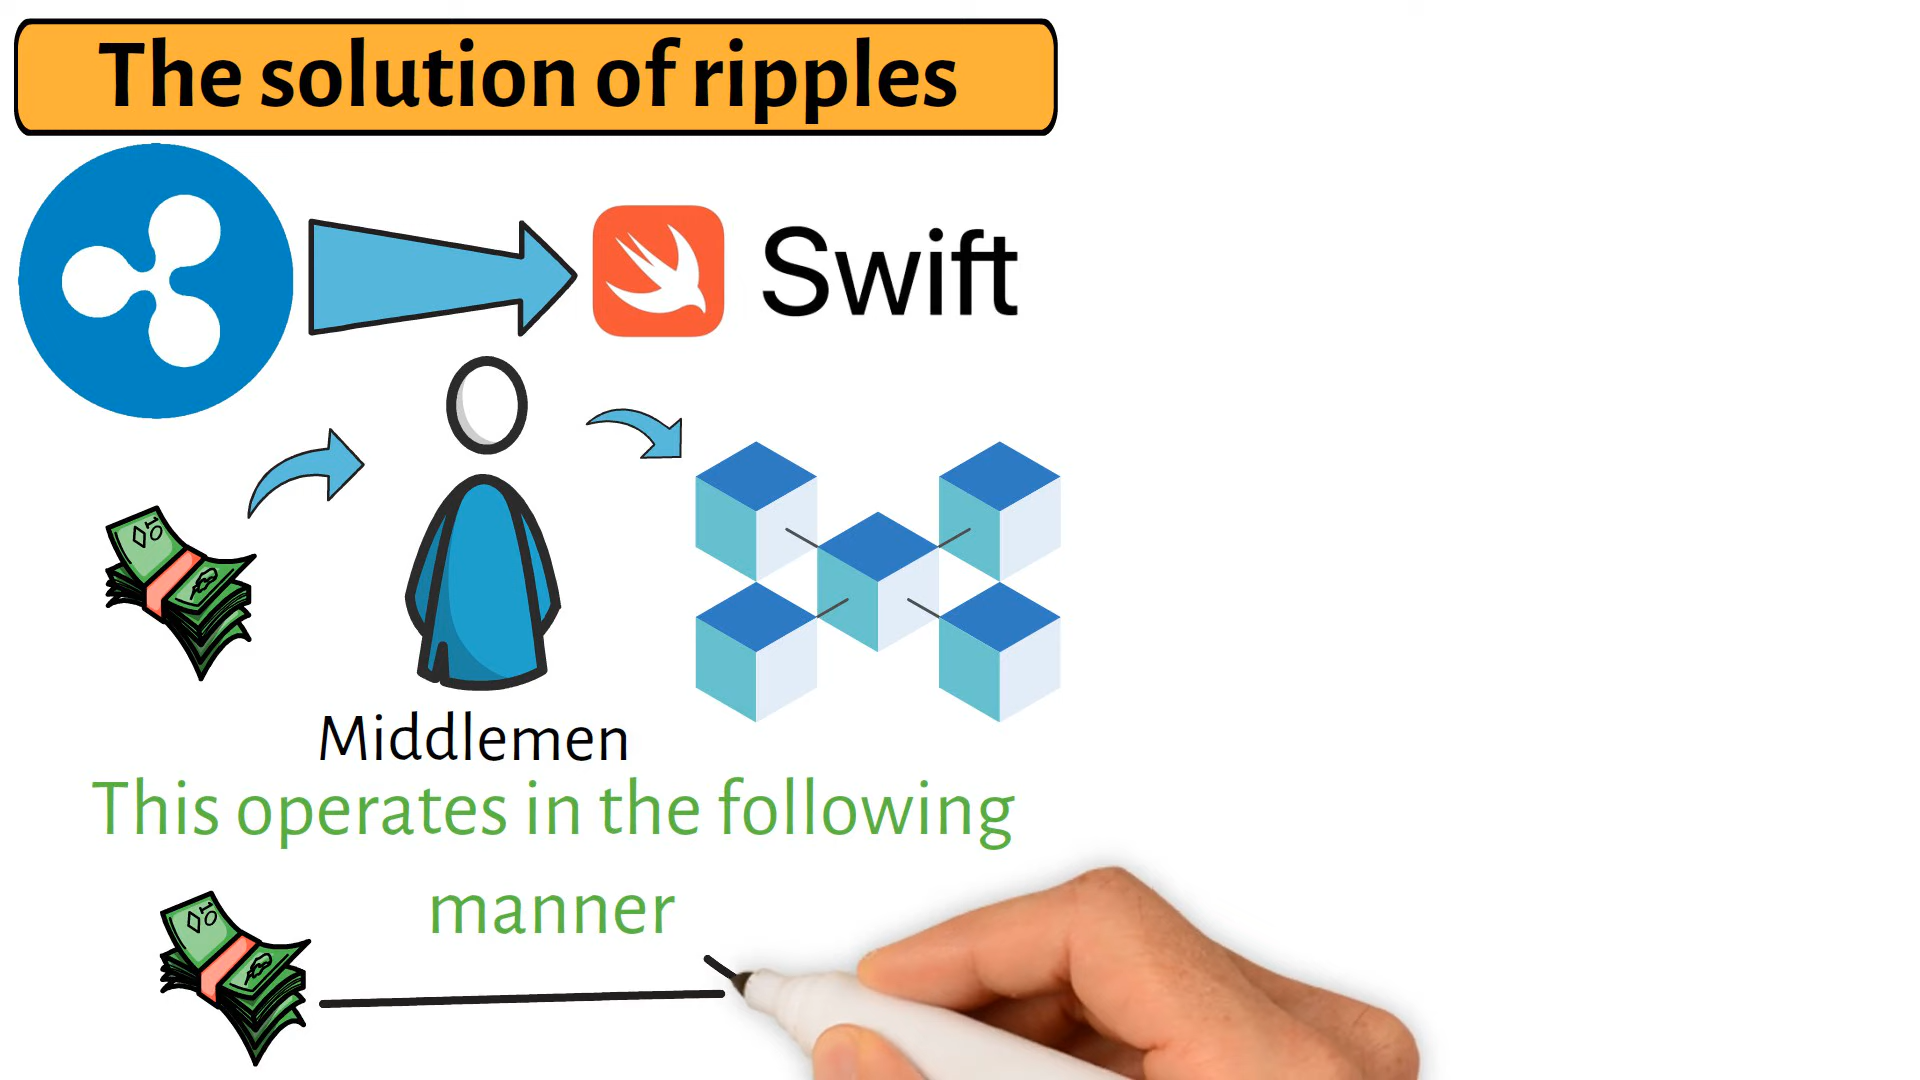 The solution of ripples
Swift
Middlemen
This operates in the following
manner